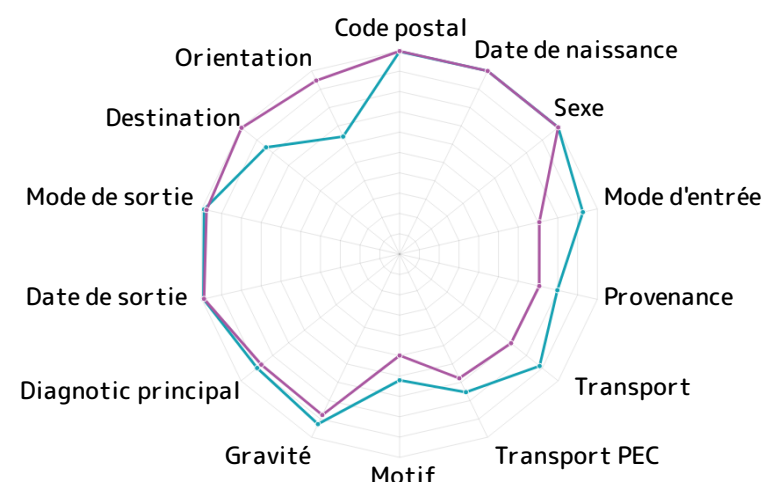 Code postal
Date de naissance
Sexe
Mode d'entrée
Provenance
Transport
Transport PEC
Motif
Gravité
Diagnotic principal
Date de sortie
Mode de sortie
Destination
Orientation